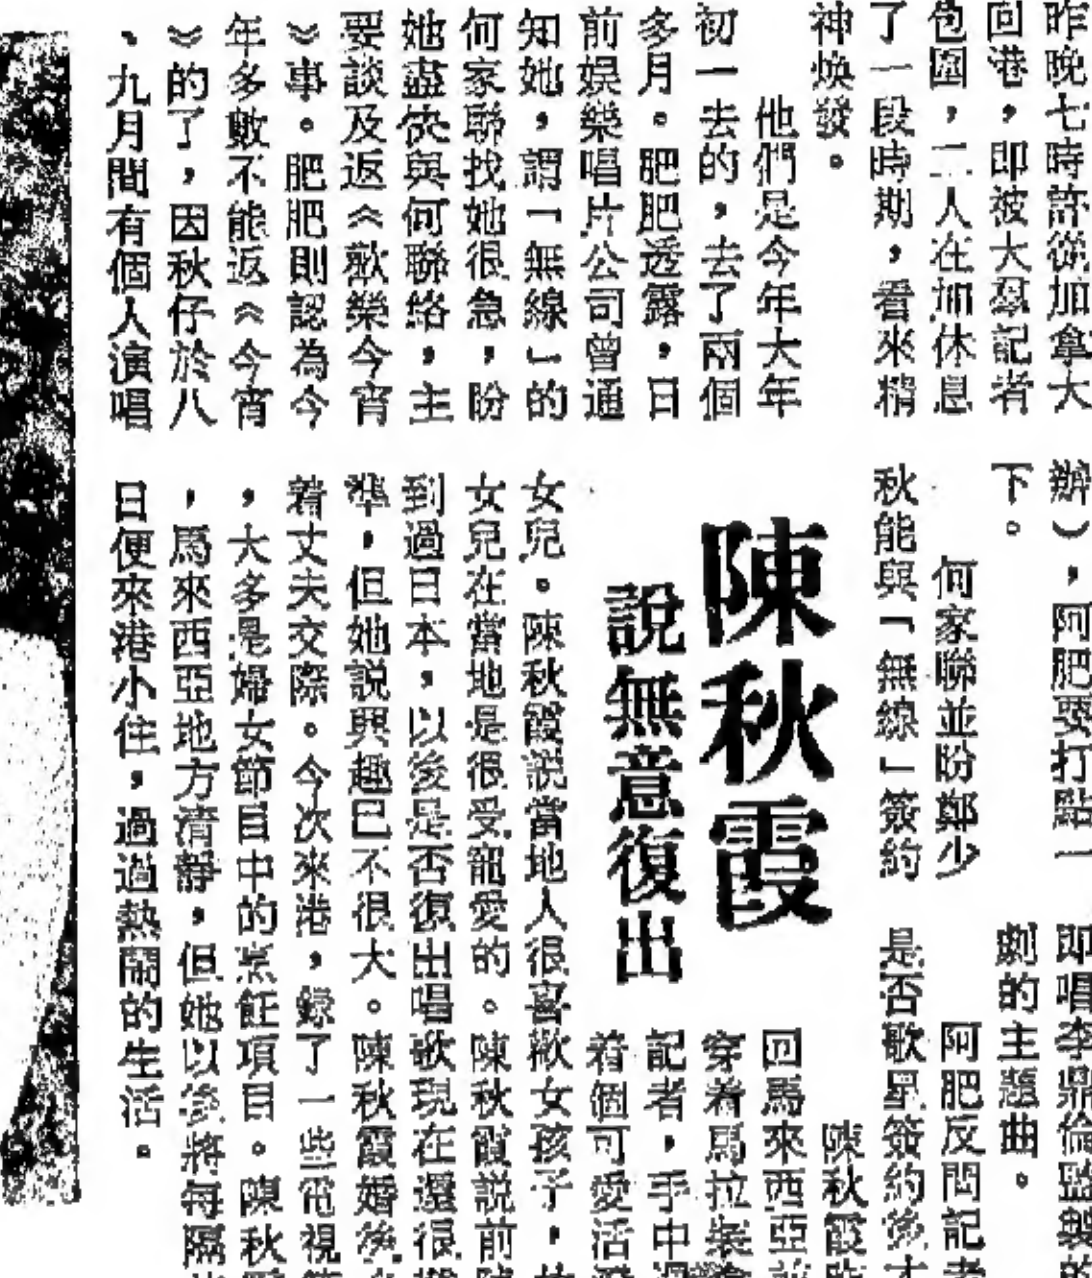 昨晚七時許從加拿大
回港，即被大羣記者
包圍，二人在加休息
了一段時期，看來精
神煥發。
他們是今年大年
初一去的，去了兩個
多月。肥肥透露，日
前娛樂唱片公司曾通
知她，謂「無線」的
何家聯找她很急，盼
她盡快與何聯絡，主
要談及返《歡樂今宵
》事。肥肥則認為今
年多數不能返《今宵
》的了，因秋仔於八
、九月間有個人演唱
辦），阿肥要打點一
下。
何家聯並盼鄭少
秋能與「無線」簽約
即唱李鼎倫監製的
劇的主題曲。
阿肥反問記者
是否歌星簽約後才
陳秋霞
說無意復出
陳秋霞
回馬來西亞
穿着馬拉裝
記者，手中
着個可愛活
女兒。陳秋霞說當地人很喜歡女孩子，
女兒在當地是很受寵愛的。陳秋霞說前
到過日本，以後是否復出唱歌現在還很
準，但她說興趣已不很大。陳秋霞婚後
着丈夫交際。今次來港，錄了一些電視
，大多是婦女節目中的烹飪項目。陳秋
，馬來西亞地方清靜，但她以後將每隔
日便來港小住，過過熱鬧的生活。